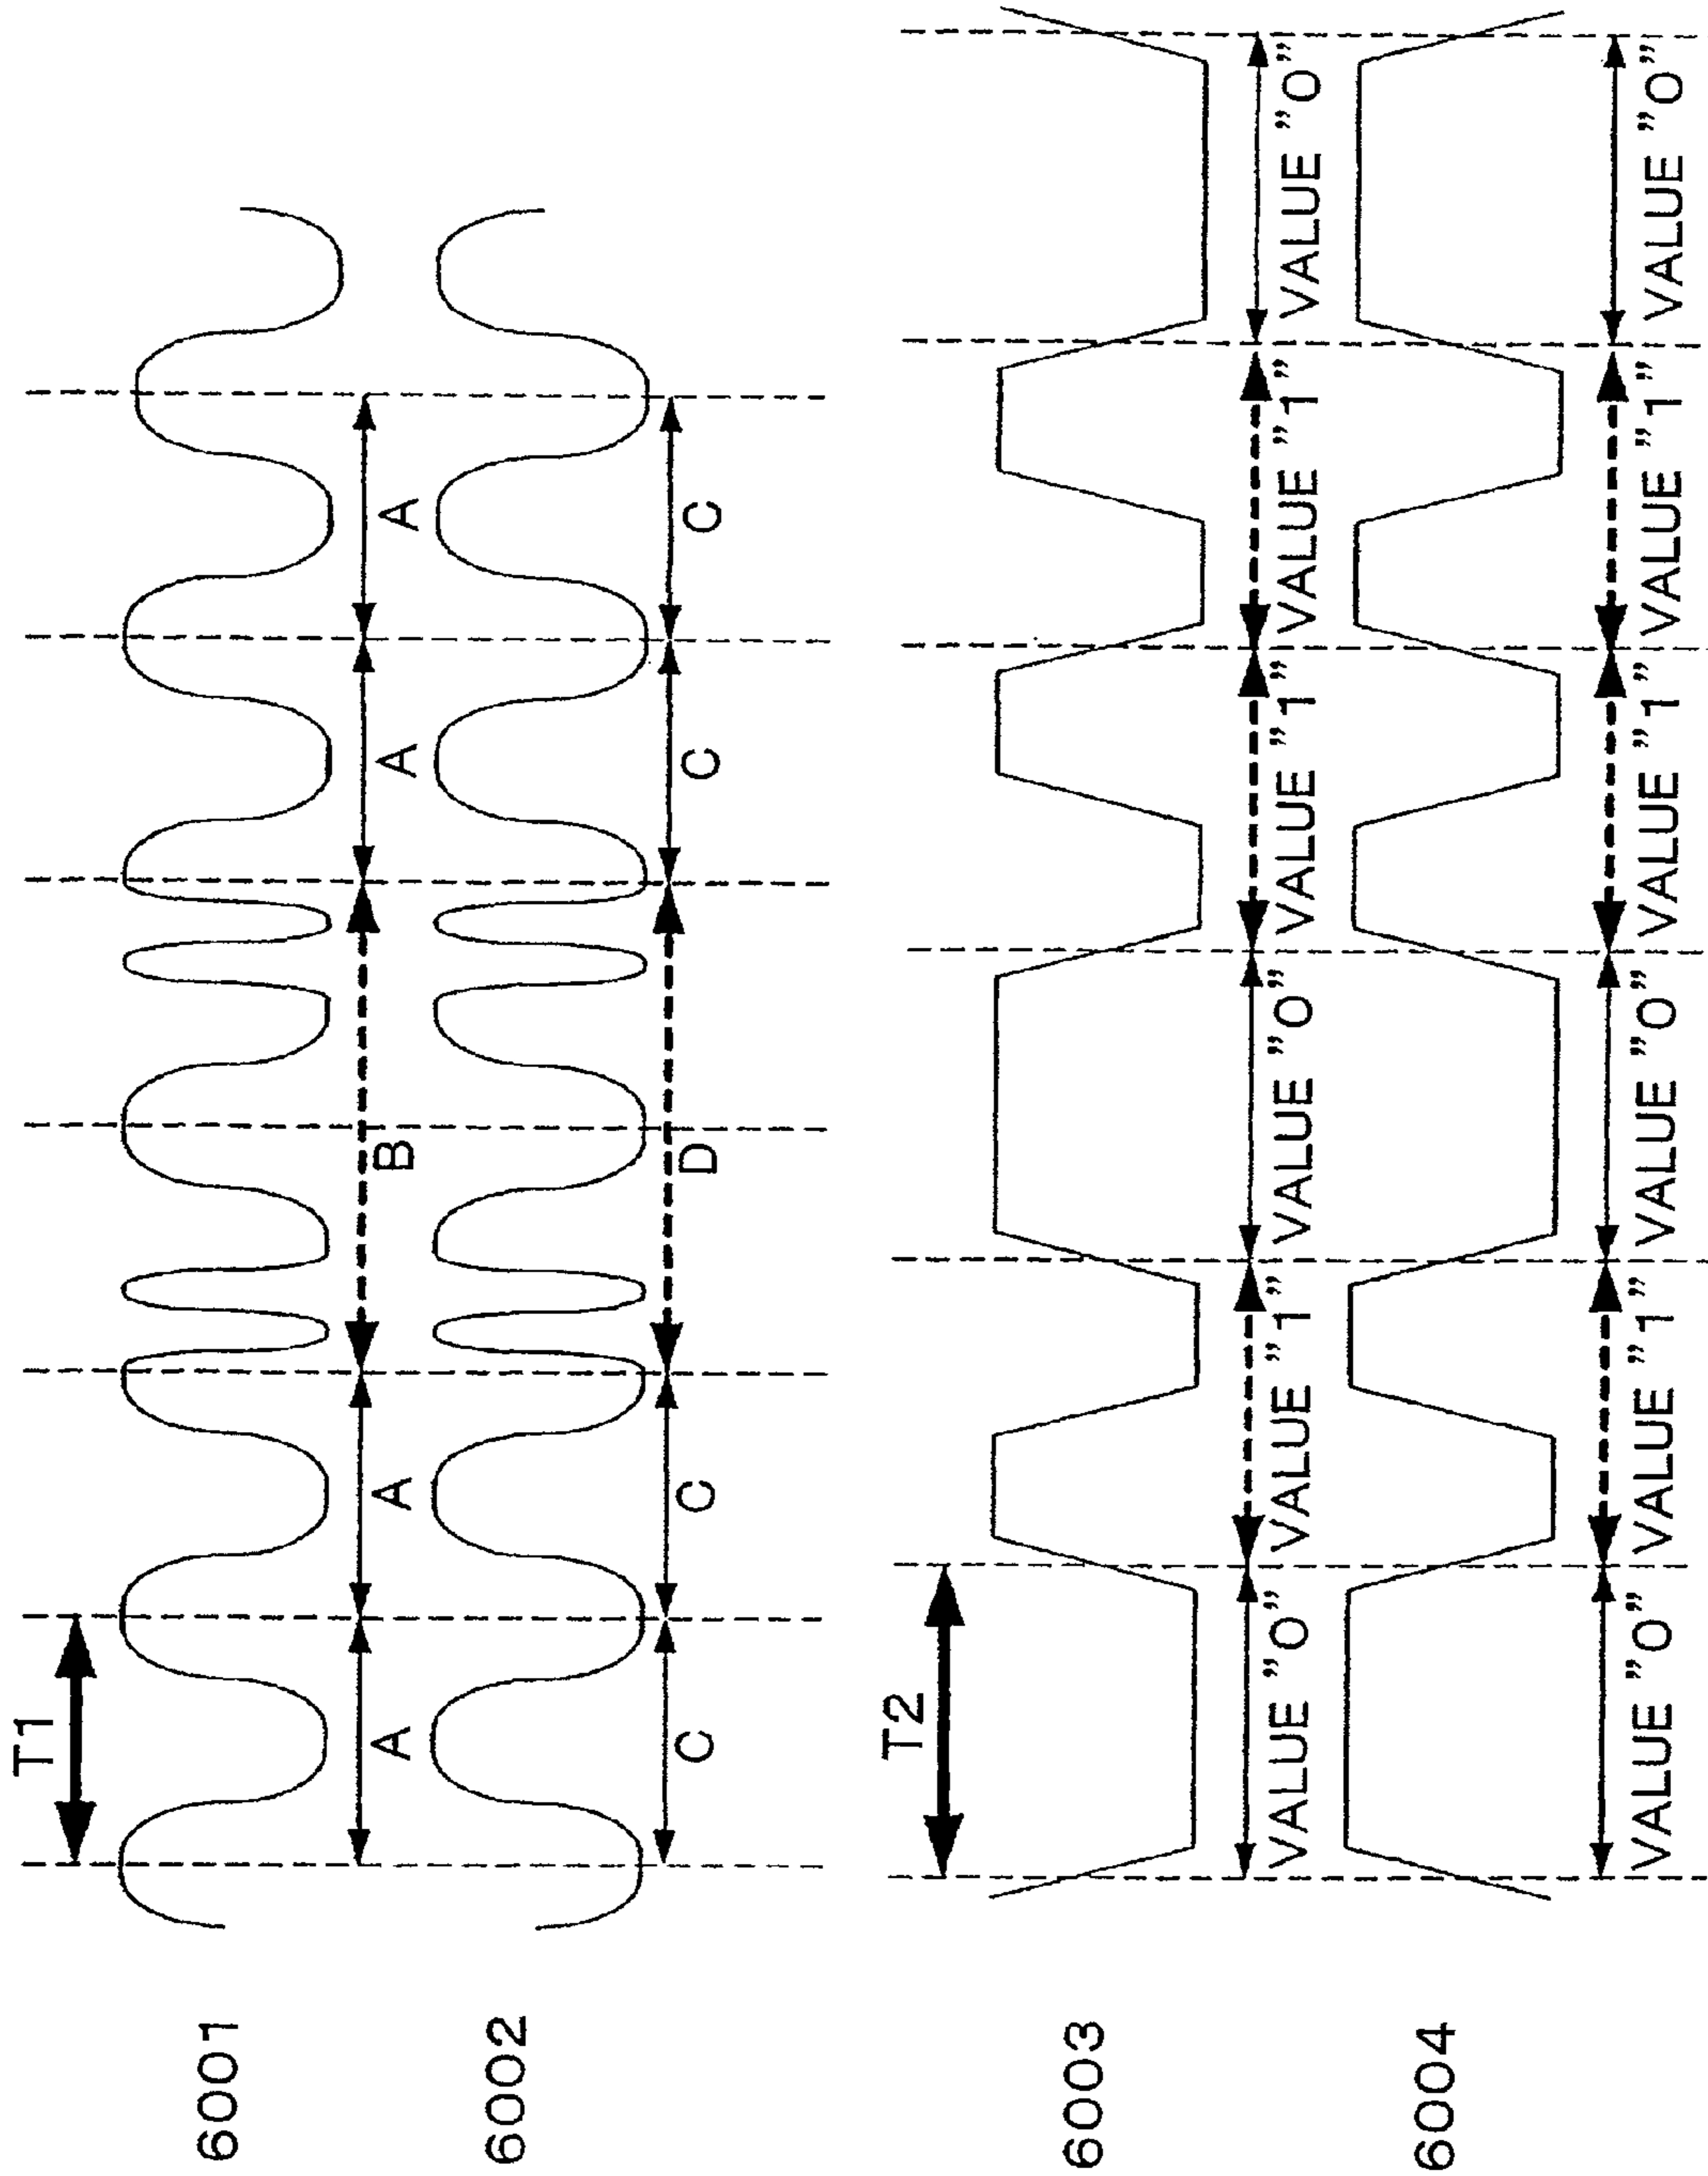 T1
6001
A A B A A
6002
C C D C C
T2
6003
VALUE ”0” VALUE ”1” VALUE ”0” VALUE ”1” VALUE ”1” VALUE ”0”
6004
VALUE ”0” VALUE ”1” VALUE ”0” VALUE ”1” VALUE ”1” VALUE ”0”